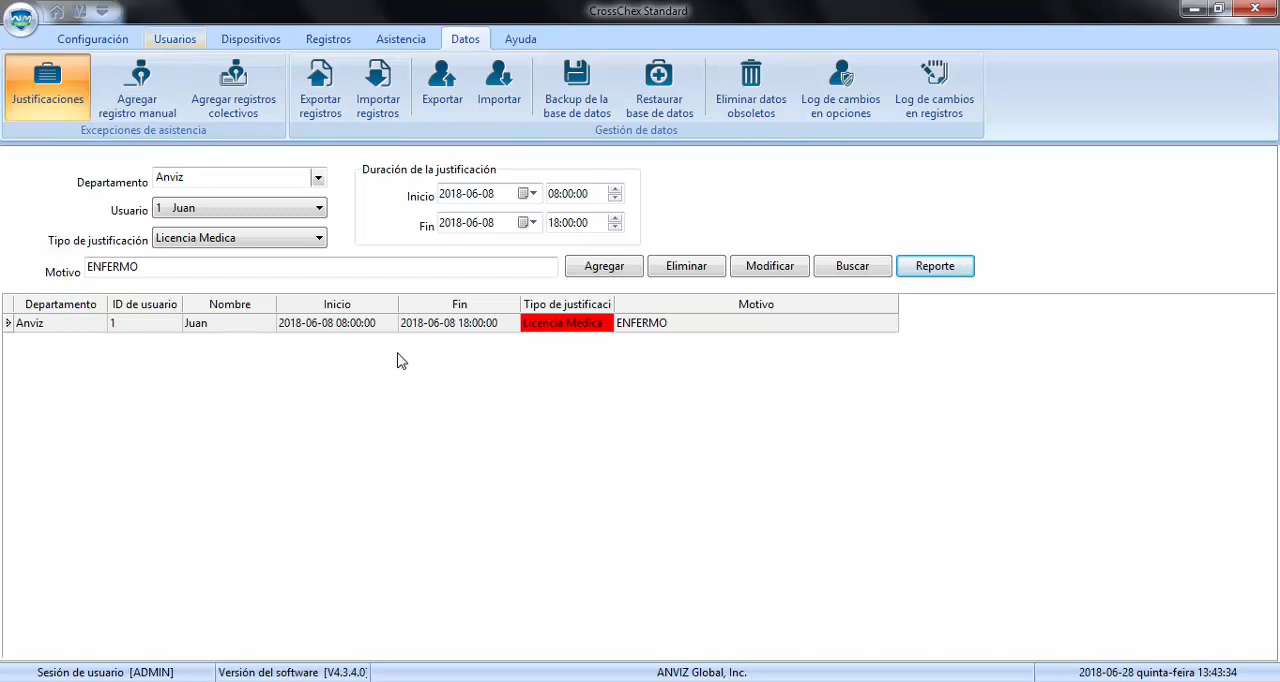 CrossChex Standard
Configuración Usuarios Dispositivos Registros Asistencia Datos Ayuda
Justificaciones
Agregar
registro manual
Agregar registros
colectivos
Exportar
registros
Importar
registros
Exportar
Importar
Backup de la
base de datos
Restaurar
base de datos
Eliminar datos
obsoletos
Log de cambios
en opciones
Log de cambios
en registros
Excepciones de asistencia
Gestión de datos
Departamento Anviz
Usuario 1 Juan
Tipo de justificación Licencia Medica
Duración de la justificación
Inicio 2018-06-08 08:00:00
Fin 2018-06-08 18:00:00
Motivo ENFERMO
Agregar Eliminar Modificar Buscar Reporte
Departamento ID de usuario Nombre Inicio Fin Tipo de justificaci Motivo
Anviz 1 Juan 2018-06-08 08:00:00 2018-06-08 18:00:00 Licencia Medica ENFERMO
Sesión de usuario [ADMIN] Versión del software [V4.3.4.0] ANVIZ Global, Inc. 2018-06-28 quinta-feira 13:43:34